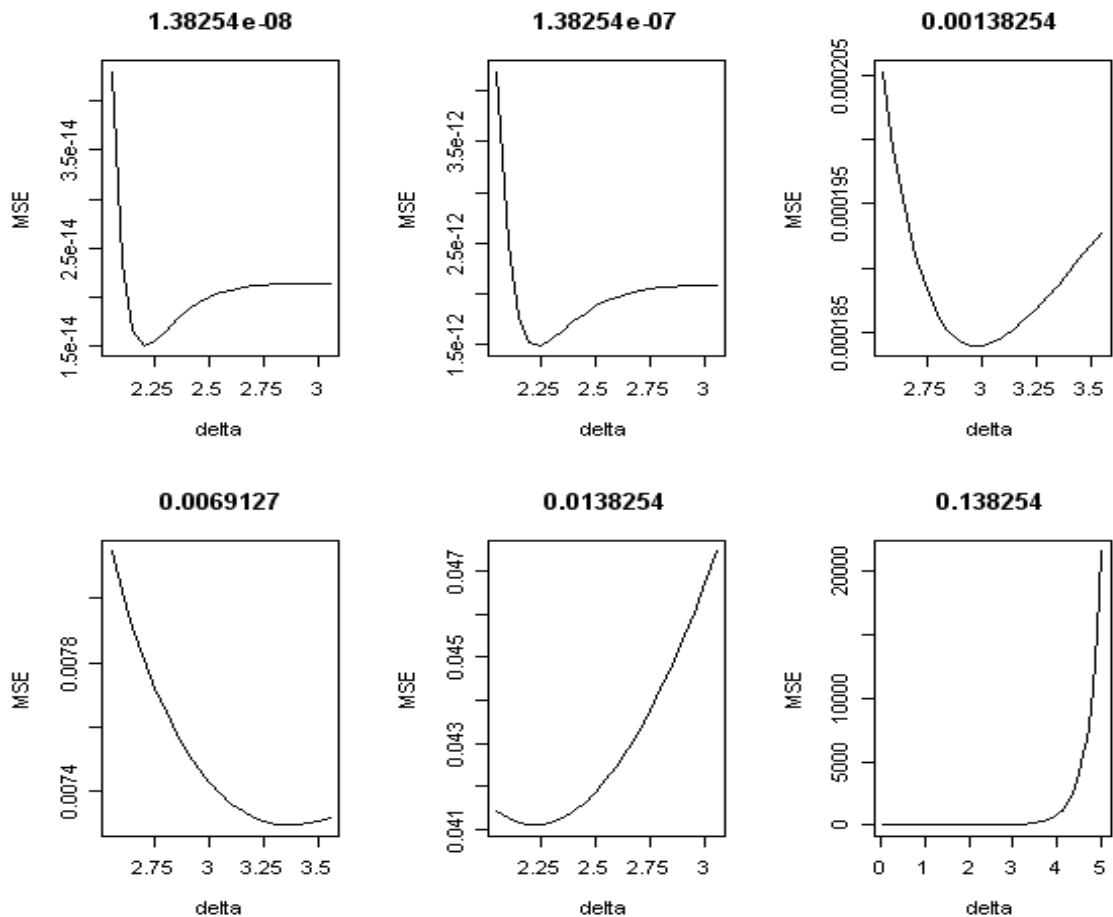 1.38254e-08
1.38254e-07
0.00138254
MSE
1.5e-14
2.5e-14
3.5e-14
2.25
2.5
2.75
3
delta
MSE
1.5e-12
2.5e-12
3.5e-12
2.25
2.5
2.75
3
delta
MSE
0.000185
0.000195
0.000205
2.75
3
3.25
3.5
delta
0.0069127
0.0138254
0.138254
MSE
0.0074
0.0078
2.75
3
3.25
3.5
delta
MSE
0.041
0.043
0.045
0.047
2.25
2.5
2.75
3
delta
MSE
0
5000
10000
20000
0
1
2
3
4
5
delta